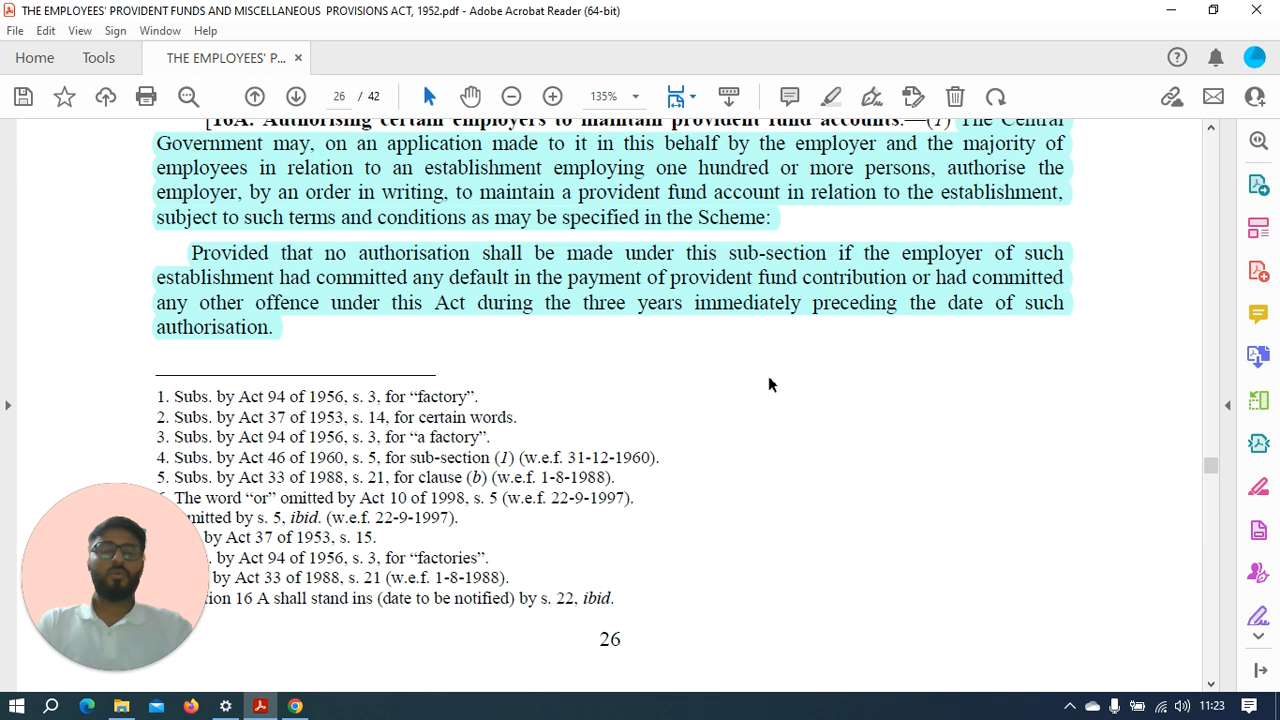 THE EMPLOYEES' PROVIDENT FUNDS AND MISCELLANEOUS PROVISIONS ACT, 1952.pdf - Adobe Acrobat Reader (64-bit)
File Edit View Sign Window Help
Home Tools THE EMPLOYEES' P... ×
26 / 42 135%
[16A. Authorising certain employers to maintain provident fund accounts.—(1) The Central
Government may, on an application made to it in this behalf by the employer and the majority of
employees in relation to an establishment employing one hundred or more persons, authorise the
employer, by an order in writing, to maintain a provident fund account in relation to the establishment,
subject to such terms and conditions as may be specified in the Scheme:
Provided that no authorisation shall be made under this sub-section if the employer of such
establishment had committed any default in the payment of provident fund contribution or had committed
any other offence under this Act during the three years immediately preceding the date of such
authorisation.
1. Subs. by Act 94 of 1956, s. 3, for “factory”.
2. Subs. by Act 37 of 1953, s. 14, for certain words.
3. Subs. by Act 94 of 1956, s. 3, for “a factory”.
4. Subs. by Act 46 of 1960, s. 5, for sub-section (1) (w.e.f. 31-12-1960).
5. Subs. by Act 33 of 1988, s. 21, for clause (b) (w.e.f. 1-8-1988).
The word “or” omitted by Act 10 of 1998, s. 5 (w.e.f. 22-9-1997).
mitted by s. 5, ibid. (w.e.f. 22-9-1997).
by Act 37 of 1953, s. 15.
by Act 94 of 1956, s. 3, for “factories”.
by Act 33 of 1988, s. 21 (w.e.f. 1-8-1988).
tion 16 A shall stand ins (date to be notified) by s. 22, ibid.
26
11:23